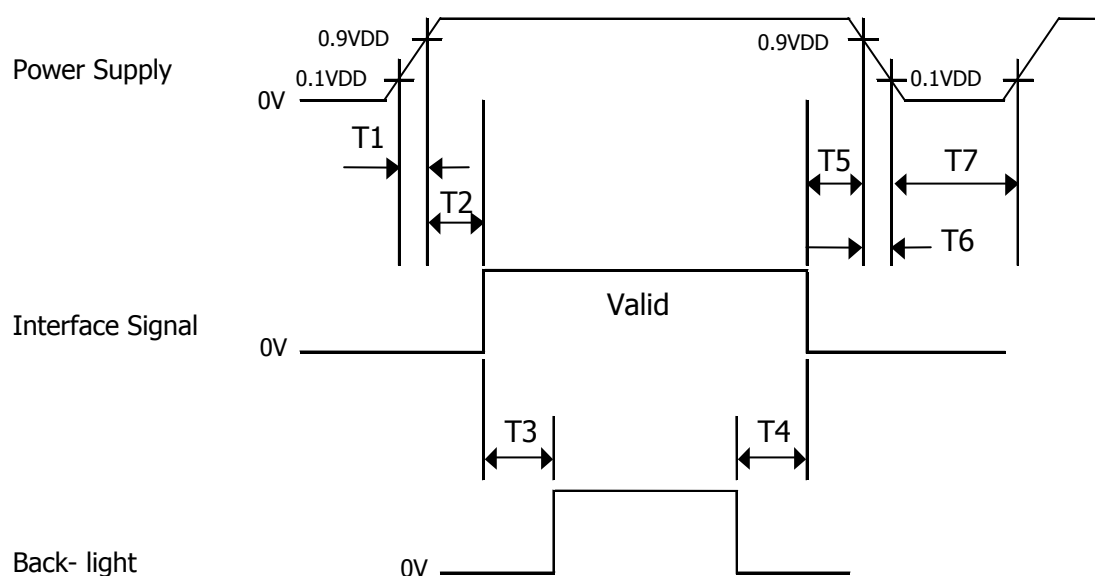 0.9VDD
0.9VDD
Power Supply
0.1VDD
0.1VDD
0V
T1
T5
T7
T2
T6
Valid
Interface Signal
0V
T3
T4
Back- light
0V